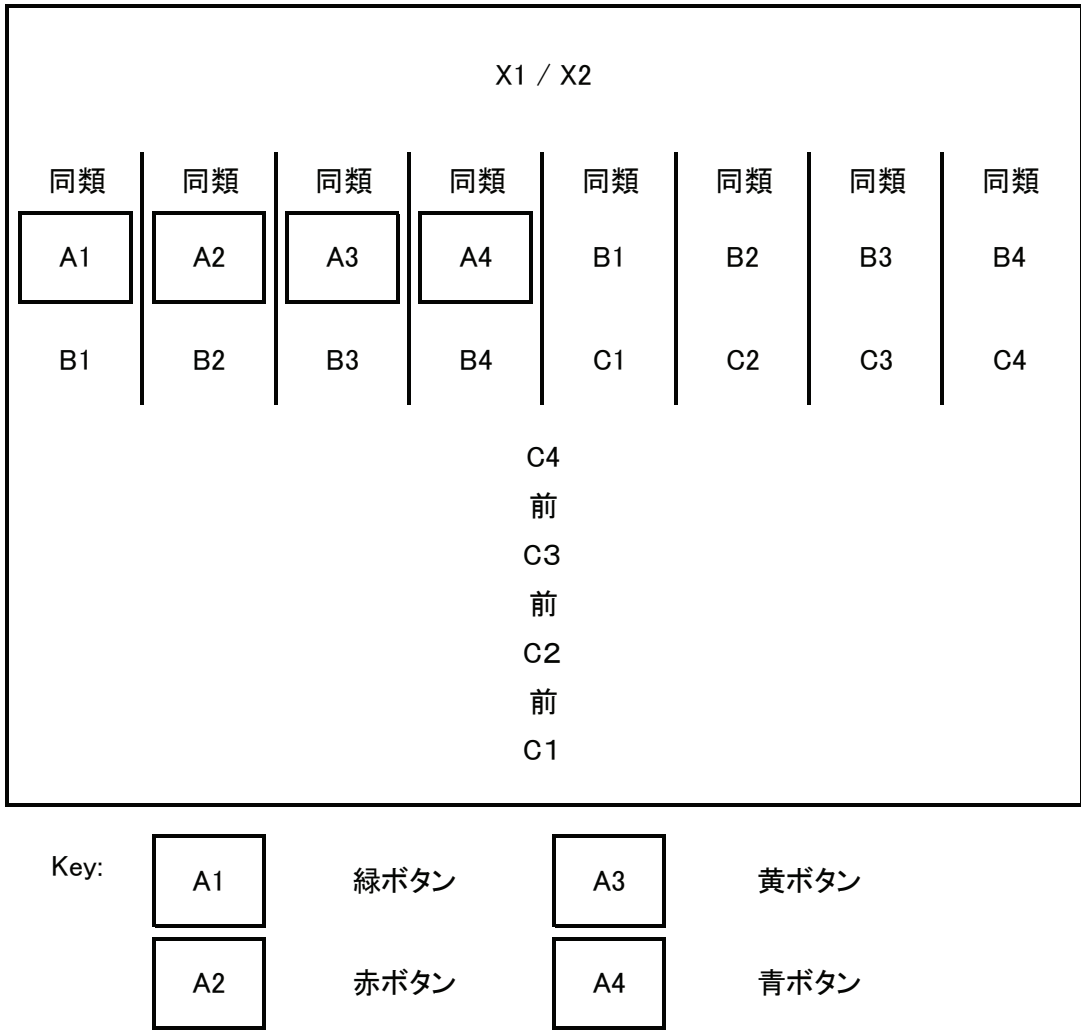 X1 / X2
同類 同類 同類 同類 同類 同類 同類 同類
A1 A2 A3 A4 B1 B2 B3 B4
B1 B2 B3 B4 C1 C2 C3 C4
C4
前
C3
前
C2
前
C1
Key: A1 緑ボタン A3 黄ボタン
A2 赤ボタン A4 青ボタン